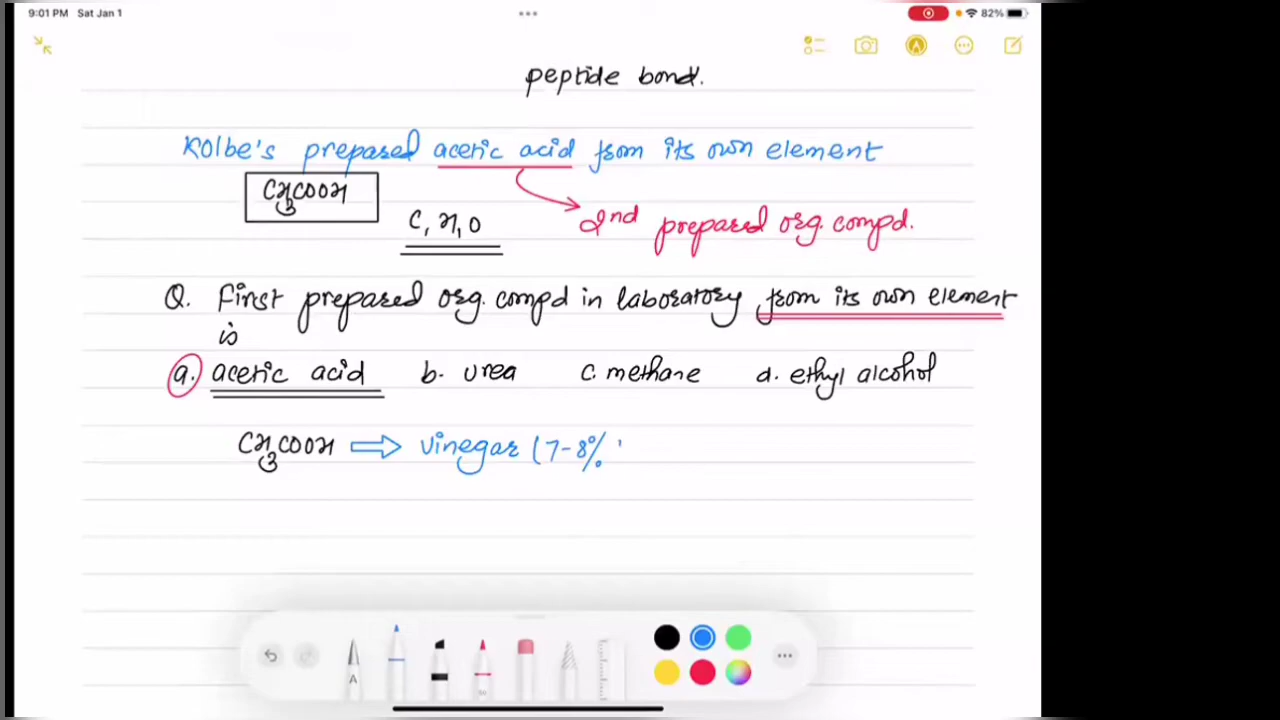 9:01 PM Sat Jan 1
82%
peptide bond.
Kolbe's prepared acetic acid from its own element
CH3COOH
C, H, O
2nd prepared org. compd.
Q. First prepared org. compd in laboratory from its own element
is
a. acetic acid b. urea c. methane d. ethyl alcohol
CH3COOH ⇒ vinegar (7-8%
A
50